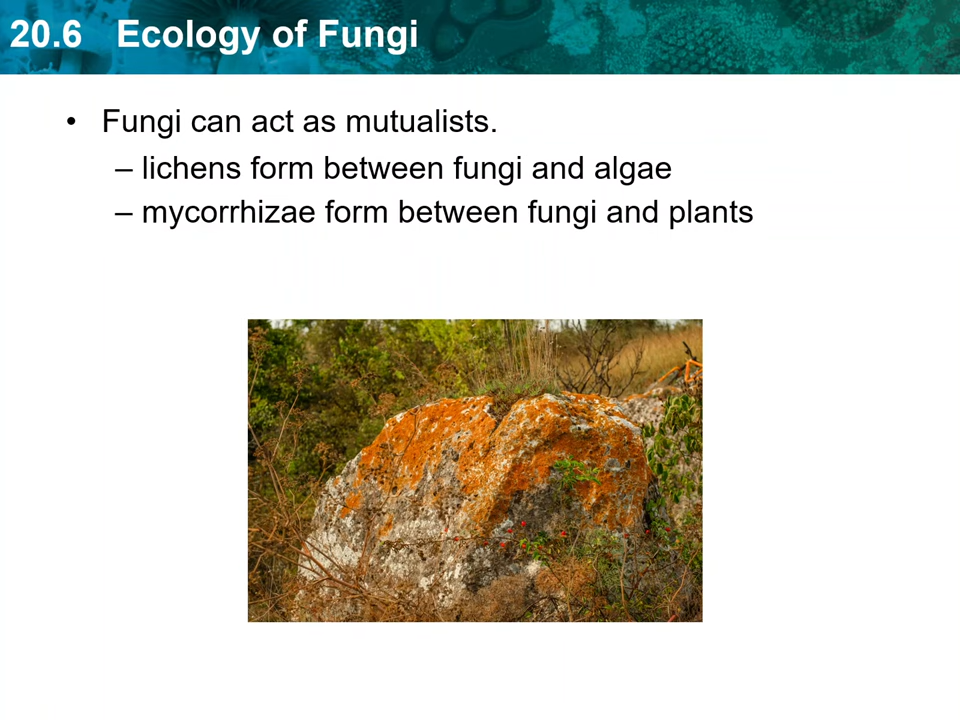 20.6 Ecology of Fungi
• Fungi can act as mutualists.
– lichens form between fungi and algae
– mycorrhizae form between fungi and plants